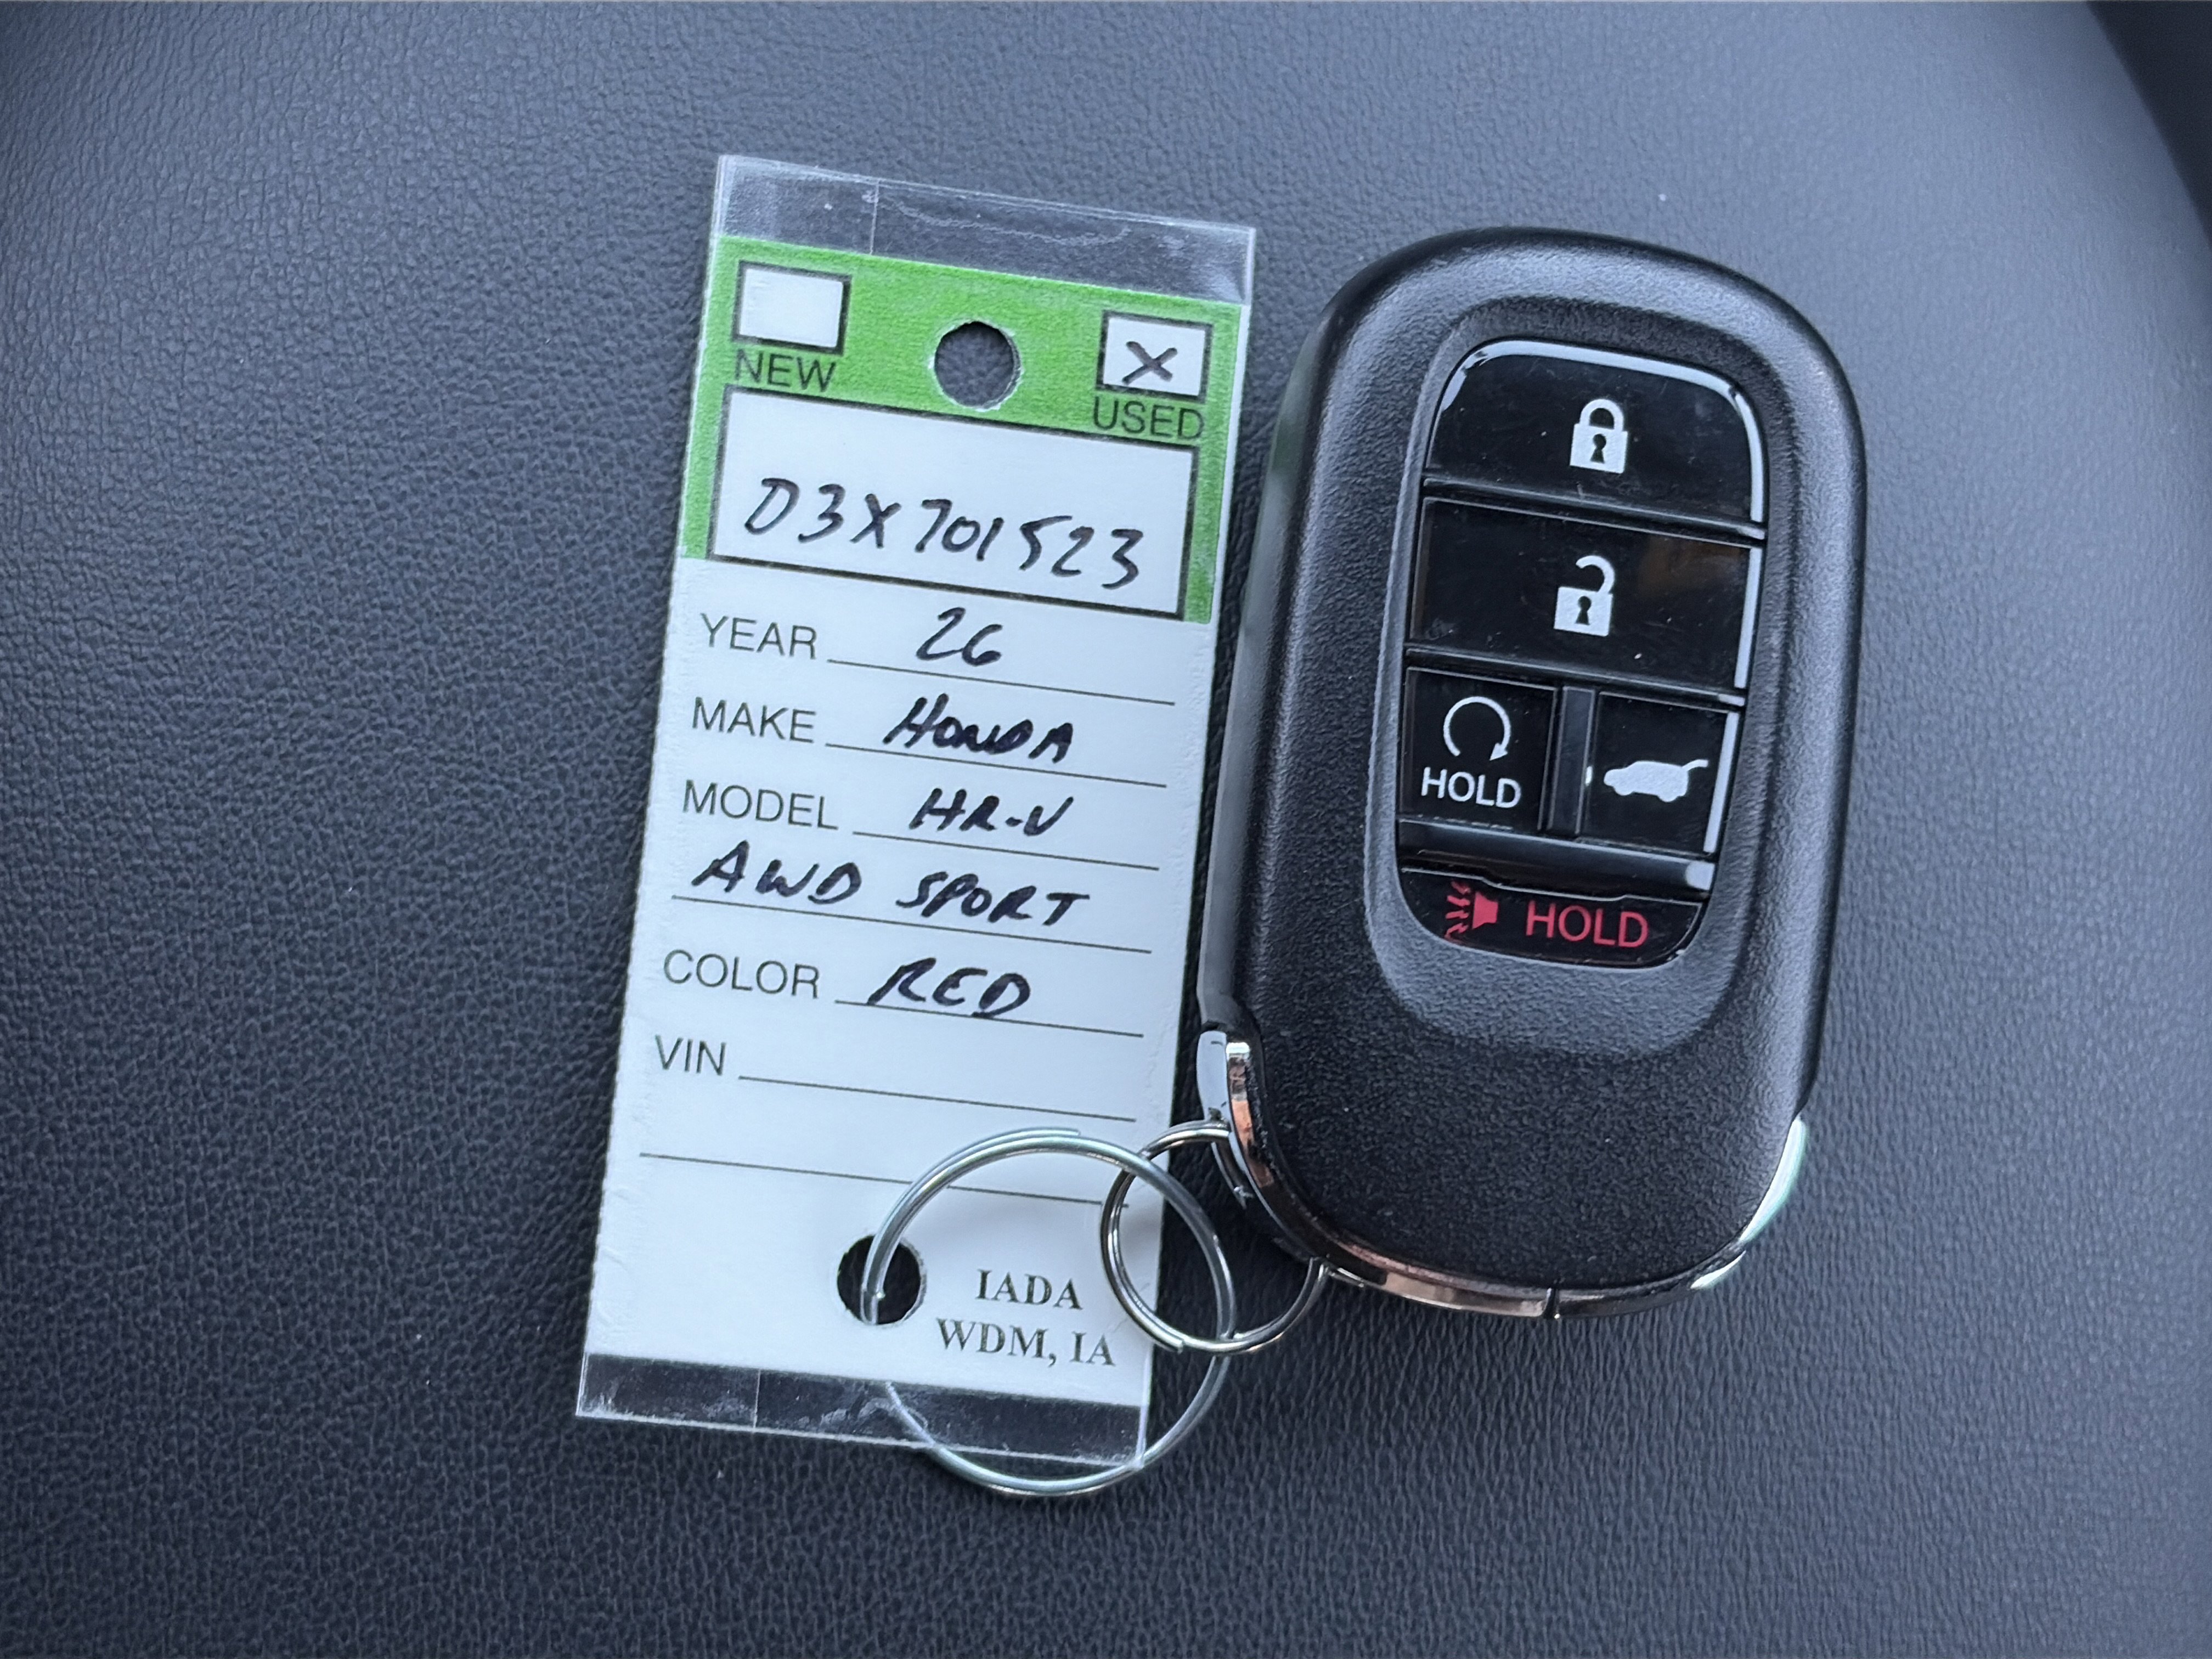 NEW
X
USED
D3X701523
YEAR 26
MAKE HONDA
MODEL HR-V
AWD SPORT
COLOR RED
VIN
IADA
WDM, IA
HOLD
HOLD